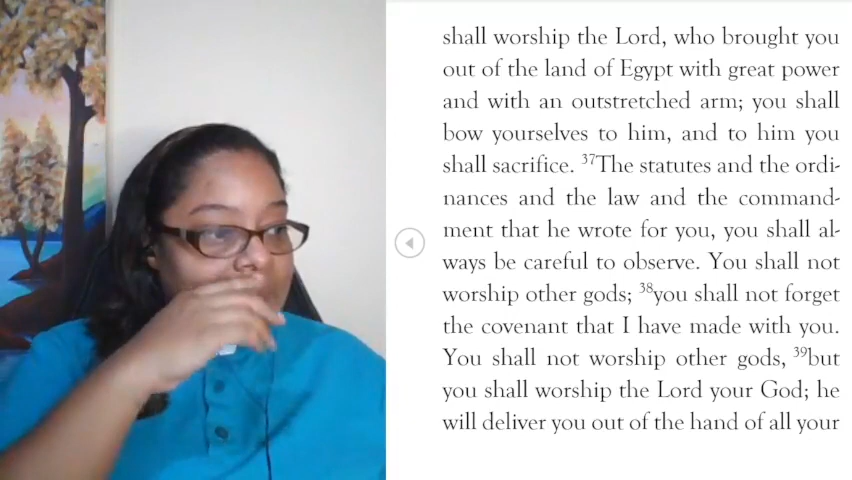 shall worship the Lord, who brought you
out of the land of Egypt with great power
and with an outstretched arm; you shall
bow yourselves to him, and to him you
shall sacrifice. ³⁷The statutes and the ordi-
nances and the law and the command-
ment that he wrote for you, you shall al-
ways be careful to observe. You shall not
worship other gods; ³⁸you shall not forget
the covenant that I have made with you.
You shall not worship other gods, ³⁹but
you shall worship the Lord your God; he
will deliver you out of the hand of all your